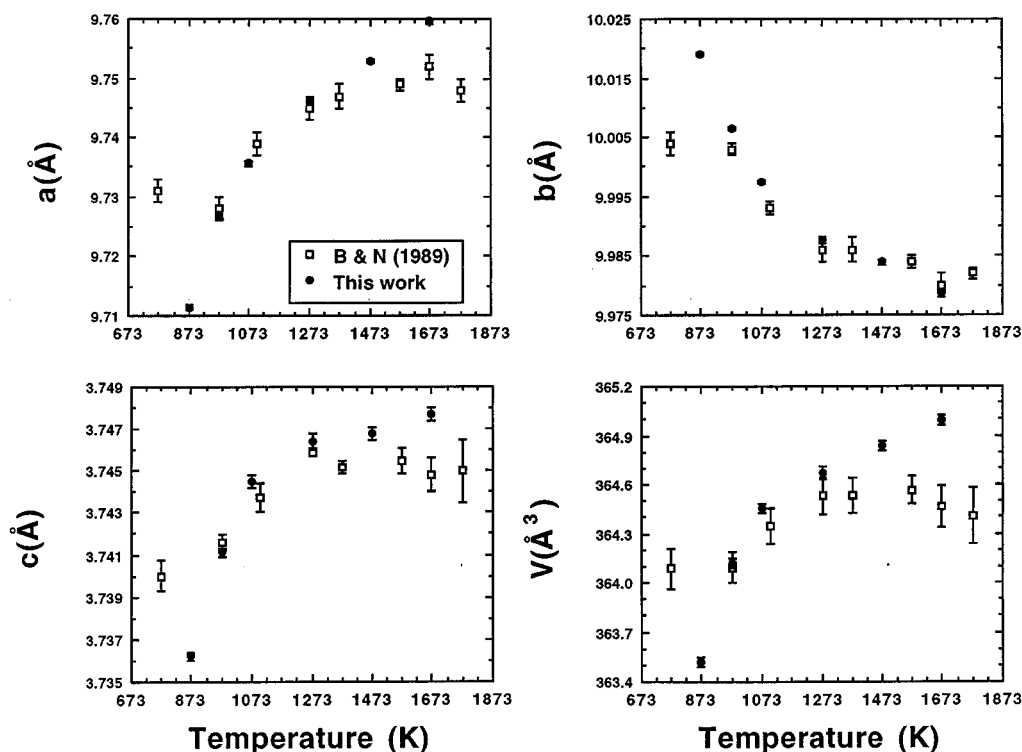 9.76
9.75
9.74
9.73
9.72
9.71
a(Å)
673 873 1073 1273 1473 1673 1873
B & N (1989)
This work
10.025
10.015
10.005
9.995
9.985
9.975
b(Å)
673 873 1073 1273 1473 1673 1873
3.749
3.747
3.745
3.743
3.741
3.739
3.737
3.735
c(Å)
673 873 1073 1273 1473 1673 1873
Temperature (K)
365.2
364.9
364.6
364.3
364.0
363.7
363.4
V(Å³)
673 873 1073 1273 1473 1673 1873
Temperature (K)